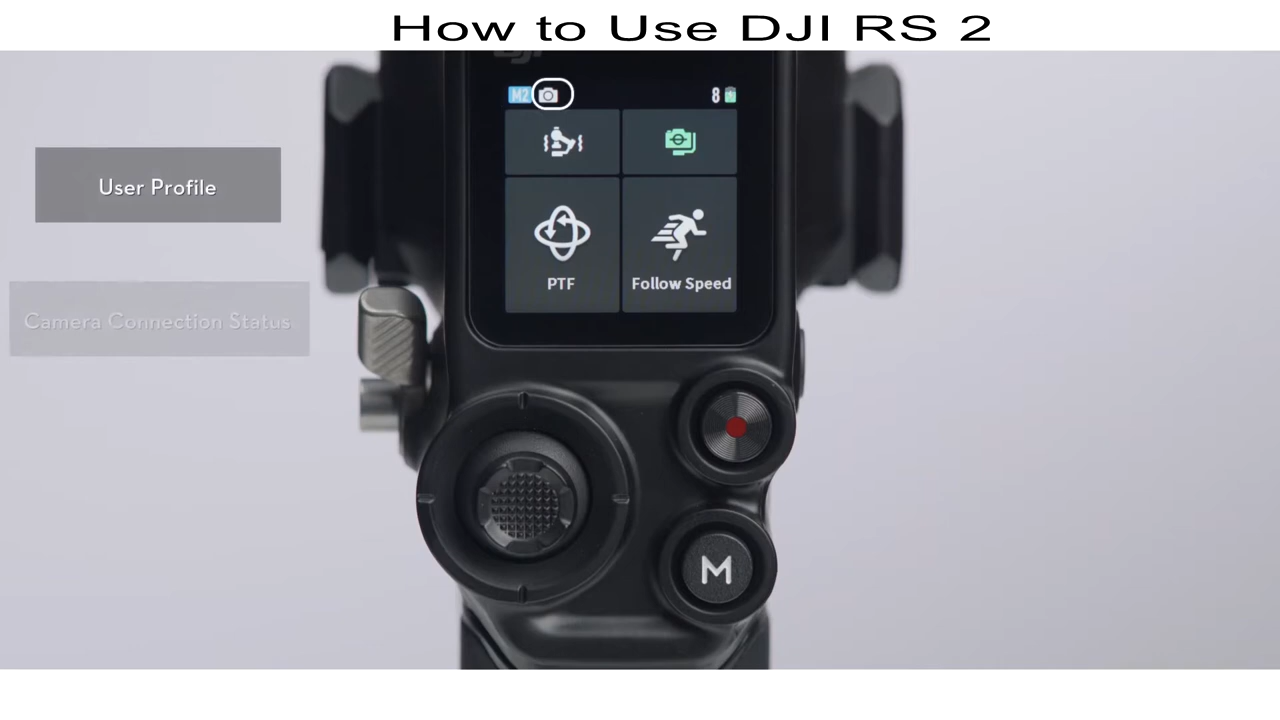 How to Use DJI RS 2
M2
8
User Profile
PTF
Follow Speed
Camera Connection Status
M